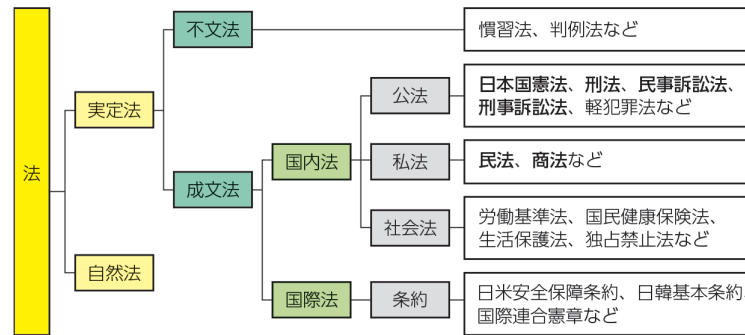 法
実定法
自然法
不文法
成文法
国内法
国際法
公法
私法
社会法
条約
慣習法、判例法など
日本国憲法、刑法、民事訴訟法、
刑事訴訟法、軽犯罪法など
民法、商法など
労働基準法、国民健康保険法、
生活保護法、独占禁止法など
日米安全保障条約、日韓基本条約、
国際連合憲章など